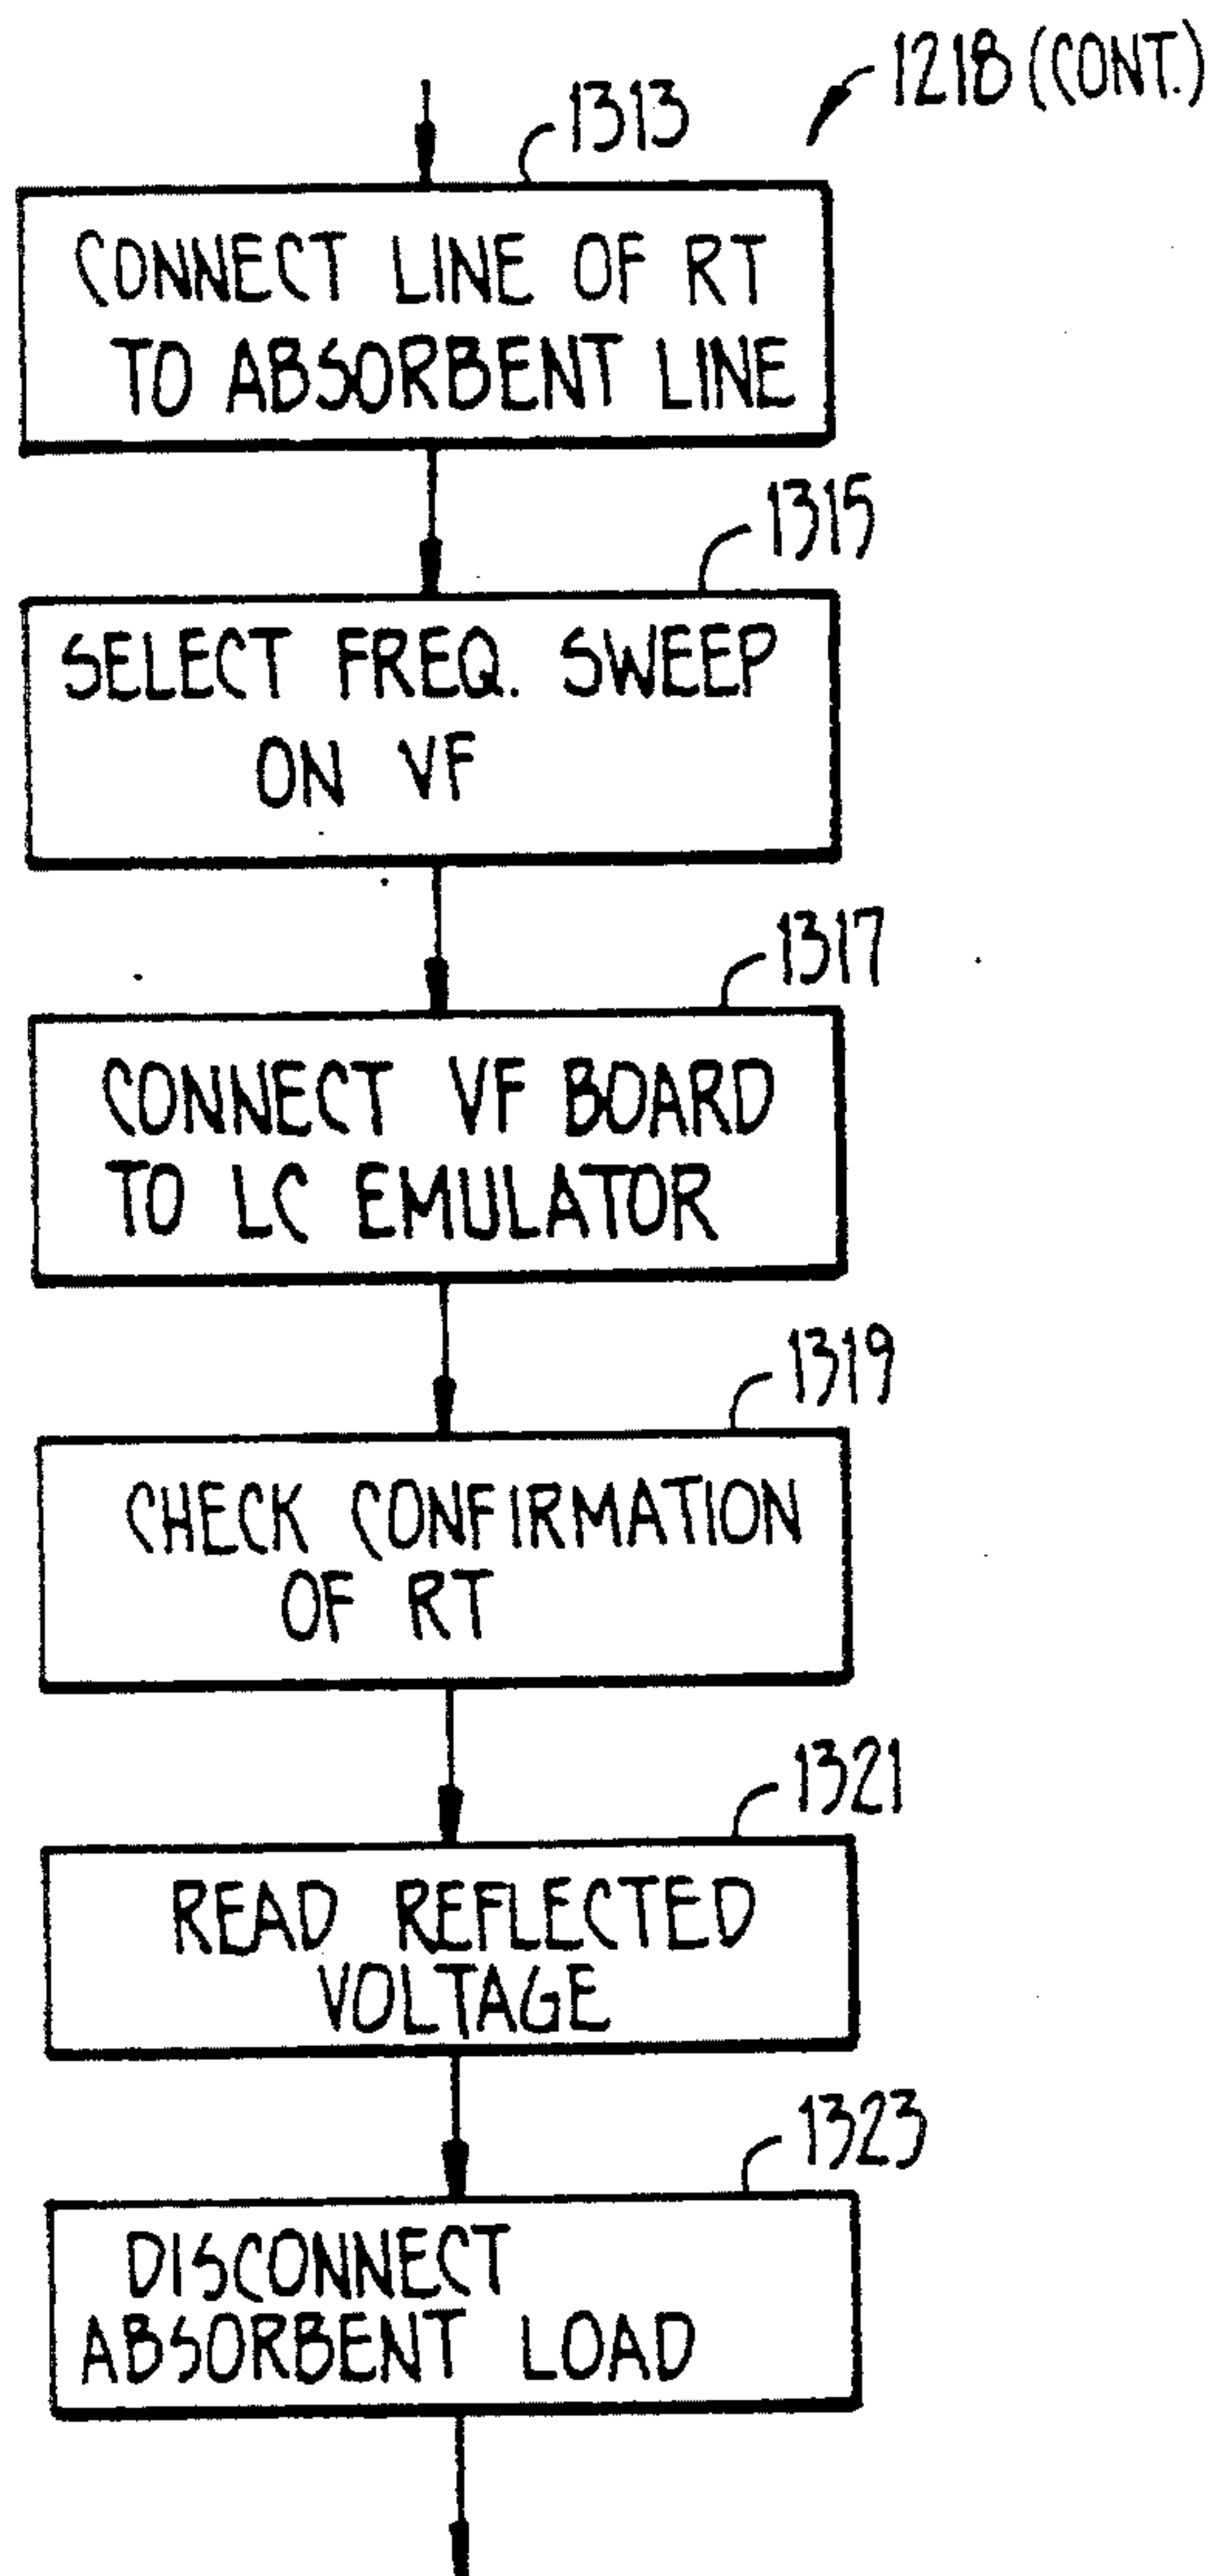 1218 (CONT.)
1313
CONNECT LINE OF RT
TO ABSORBENT LINE
1315
SELECT FREQ. SWEEP
ON VF
1317
CONNECT VF BOARD
TO LC EMULATOR
1319
CHECK CONFIRMATION
OF RT
1321
READ REFLECTED
VOLTAGE
1323
DISCONNECT
ABSORBENT LOAD